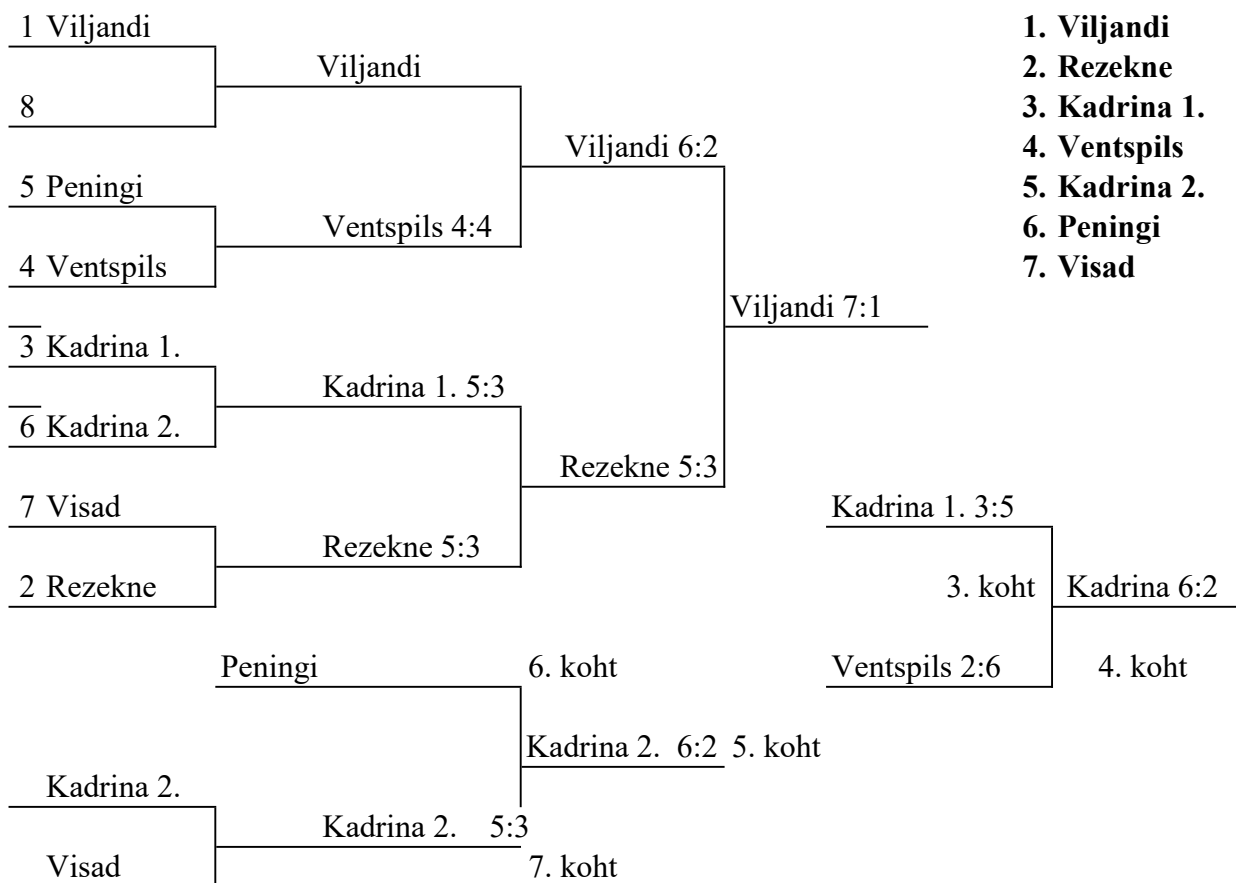 1 Viljandi
1. Viljandi
Viljandi
2. Rezekne
8
3. Kadrina 1.
Viljandi 6:2
4. Ventspils
5 Peningi
5. Kadrina 2.
Ventspils 4:4
6. Peningi
4 Ventspils
7. Visad
Viljandi 7:1
3 Kadrina 1.
Kadrina 1. 5:3
6 Kadrina 2.
Rezekne 5:3
7 Visad
Kadrina 1. 3:5
Rezekne 5:3
2 Rezekne
3. koht
Kadrina 6:2
Peningi
6. koht
Ventspils 2:6
4. koht
Kadrina 2. 6:2 5. koht
Kadrina 2.
Kadrina 2. 5:3
Visad
7. koht